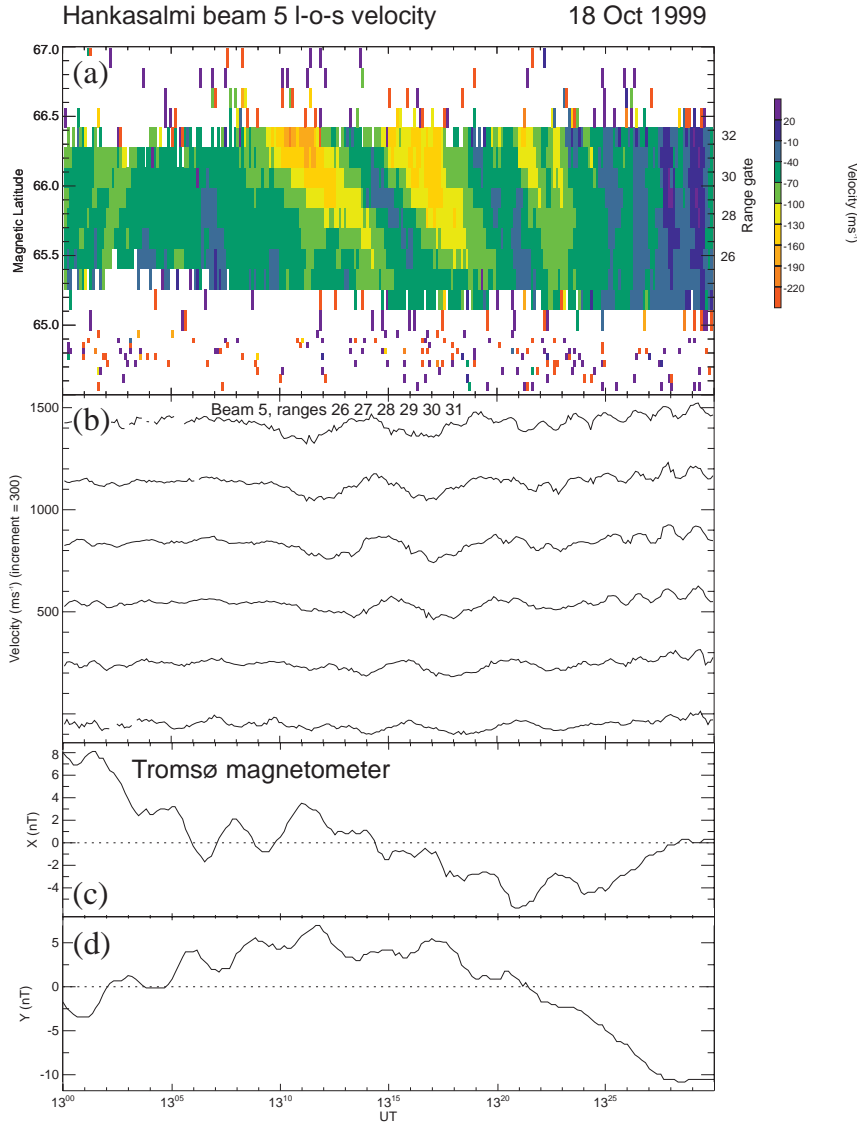 Hankasalmi beam 5 l-o-s velocity 18 Oct 1999
(a)
67.0
66.5
66.0
65.5
65.0
Magnetic Latitude
32
30
28
26
Range gate
20
-10
-40
-70
-100
-130
-160
-190
-220
Velocity (ms⁻¹)
(b)
Beam 5, ranges 26 27 28 29 30 31
1500
1000
500
Velocity (ms⁻¹) (increment = 300)
Tromsø magnetometer
8
6
4
2
0
-2
-4
X (nT)
(c)
(d)
5
0
-5
-10
Y (nT)
13⁰⁰ 13⁰⁵ 13¹⁰ 13¹⁵ 13²⁰ 13²⁵
UT